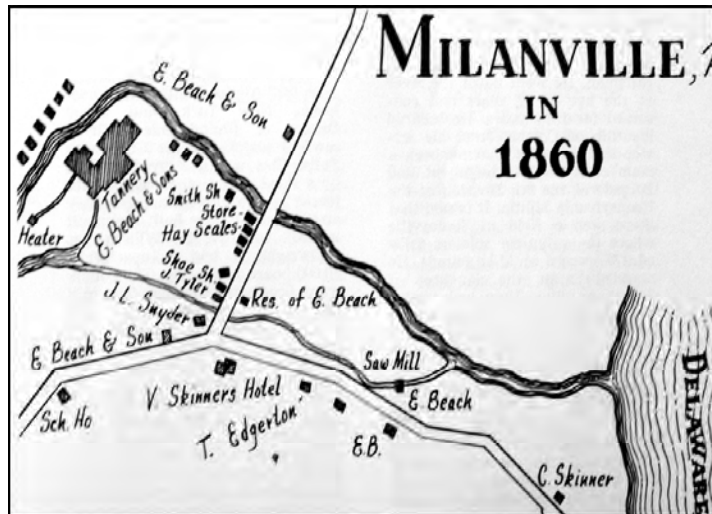 MILANVILLE,
IN
1860
E. Beach & Son
Tannery
E. Beach & Sons
Heater
Smith Sh
Store
Hay Scales
Shoe Sh
J. Tyler
J. L. Snyder
Res. of E. Beach
E. Beach & Son
Saw Mill
E. Beach
V. Skinners Hotel
Sch. Ho
T. Edgerton
E.B.
C. Skinner
DELAWARE